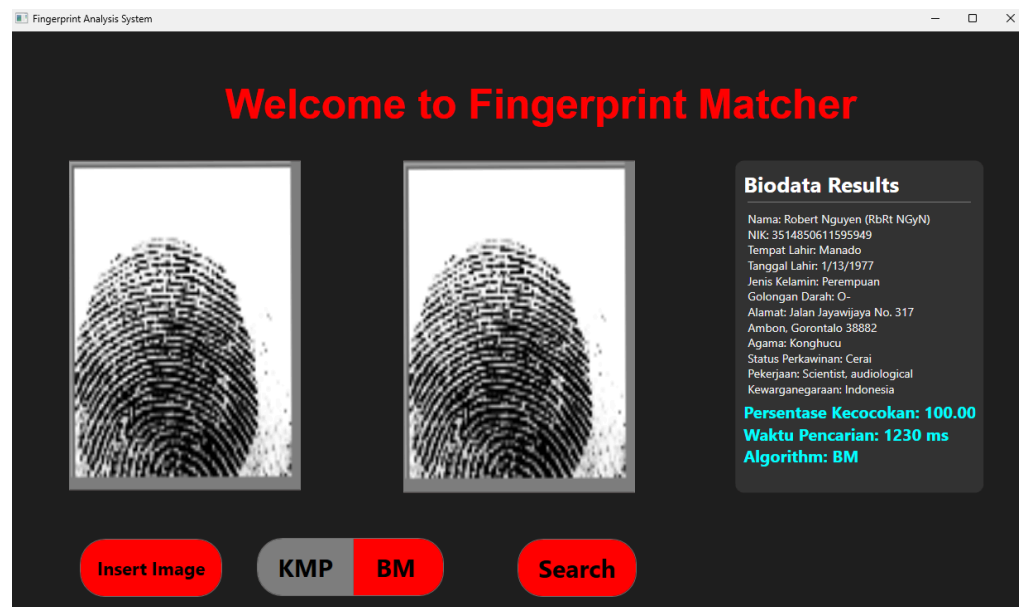 Fingerprint Analysis System
Welcome to Fingerprint Matcher
Biodata Results
Nama: Robert Nguyen (RbRt NGyN)
NIK: 3514850611595949
Tempat Lahir: Manado
Tanggal Lahir: 1/13/1977
Jenis Kelamin: Perempuan
Golongan Darah: O-
Alamat: Jalan Jayawijaya No. 317
Ambon, Gorontalo 38882
Agama: Konghucu
Status Perkawinan: Cerai
Pekerjaan: Scientist, audiological
Kewarganegaraan: Indonesia
Persentase Kecocokan: 100.00
Waktu Pencarian: 1230 ms
Algorithm: BM
Insert Image
KMP BM
Search